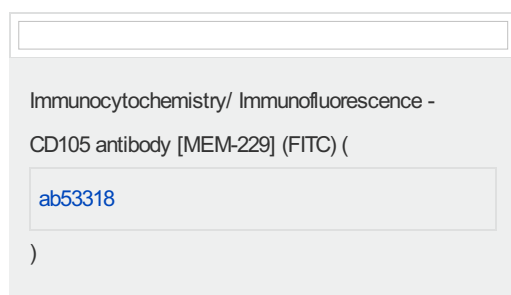 Immunocytochemistry/ Immunofluorescence -
CD105 antibody [MEM-229] (FITC) (
ab53318
)